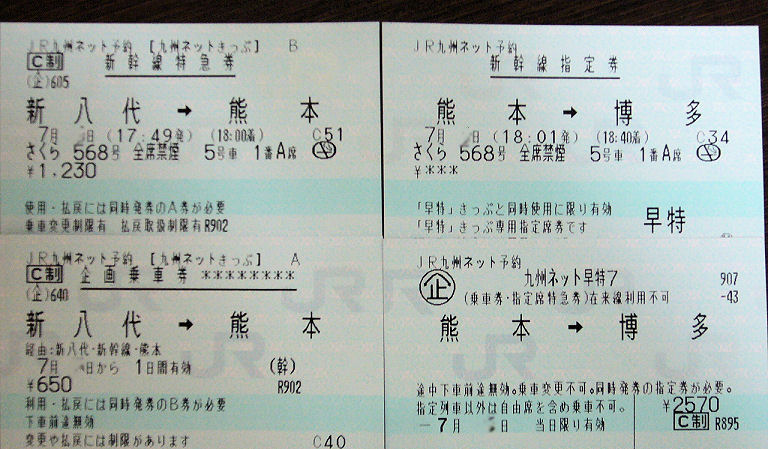 JR九州ネット予約 [九州ネットきっぷ] B
C制 新幹線特急券
(企)605
新八代 → 熊本
7月 日 (17:49発) (18:00着) C51
さくら 568号 全席禁煙 5号車 1番A席
¥1,230
使用・払戻には同時発券のA券が必要
乗車変更制限有 払戻取扱制限有R902
JR九州ネット予約
新幹線指定券
熊本 → 博多
7月 日 (18:01発) (18:40着) C34
さくら 568号 全席禁煙 5号車 1番A席
¥***
「早特」きっぷと同時使用に限り有効
「早特」きっぷ専用指定席券です
早特
JR九州ネット予約 [九州ネットきっぷ] A
C制 企画乗車券 ********
(企)640
新八代 → 熊本
経由:新八代・新幹線・熊本
7月 日から 1日間有効 (幹)
¥650 R902
利用・払戻には同時発券のB券が必要
下車前途無効
変更や払戻には制限があります C40
JR九州ネット予約
企 九州ネット早特7 907
(乗車券・指定席特急券)在来線利用不可 -43
熊本 → 博多
途中下車前途無効。乗車変更不可。同時発券の指定券が必要。
指定列車以外は自由席を含め乗車不可。 ¥2570
-7月 日 当日限り有効 C制 R895